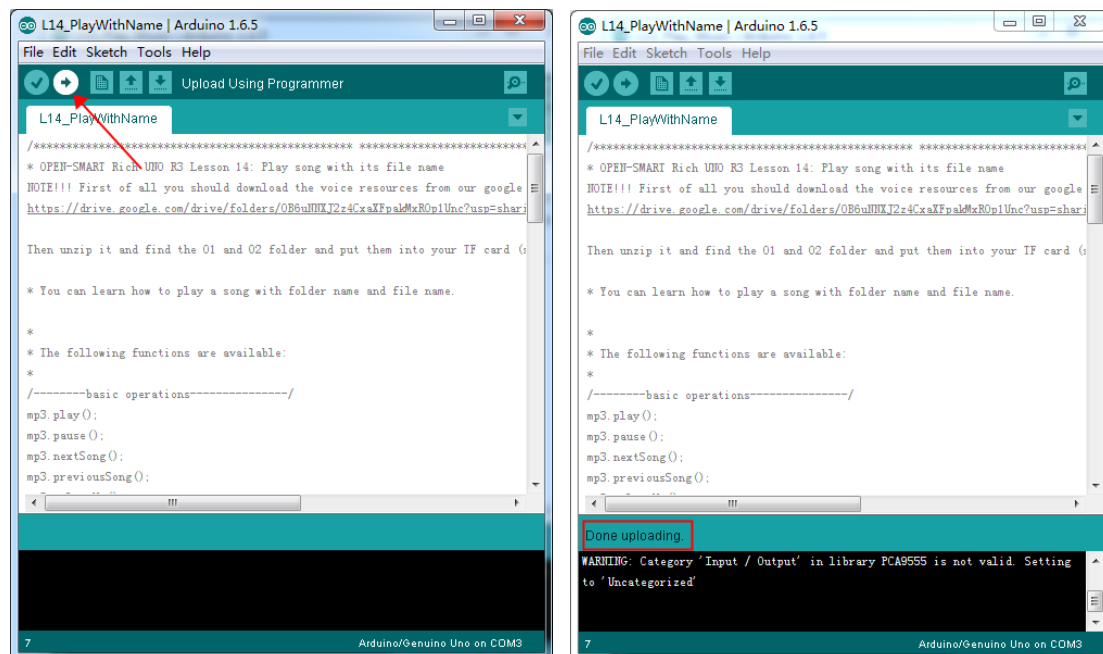 L14_PlayWithName | Arduino 1.6.5
File Edit Sketch Tools Help
Upload Using Programmer
L14_PlayWithName
/************************************************** **************************
* OPEN-SMART Rich UNO R3 Lesson 14: Play song with its file name
NOTE!!! First of all you should download the voice resources from our google
https://drive.google.com/drive/folders/0B6uNNXJ2z4CxaXFpakMxROp1Unc?usp=shari
Then unzip it and find the 01 and 02 folder and put them into your TF card (s
* You can learn how to play a song with folder name and file name.
*
* The following functions are available:
*
/--------basic operations---------------/
mp3.play();
mp3.pause();
mp3.nextSong();
mp3.previousSong();
7
Arduino/Genuino Uno on COM3
L14_PlayWithName | Arduino 1.6.5
File Edit Sketch Tools Help
L14_PlayWithName
/************************************************** **************************
* OPEN-SMART Rich UNO R3 Lesson 14: Play song with its file name
NOTE!!! First of all you should download the voice resources from our google
https://drive.google.com/drive/folders/0B6uNNXJ2z4CxaXFpakMxROp1Unc?usp=shari
Then unzip it and find the 01 and 02 folder and put them into your TF card (s
* You can learn how to play a song with folder name and file name.
*
* The following functions are available:
*
/--------basic operations---------------/
mp3.play();
mp3.pause();
mp3.nextSong();
mp3.previousSong();
Done uploading.
WARNING: Category 'Input / Output' in library PCA9555 is not valid. Setting
to 'Uncategorized'
7
Arduino/Genuino Uno on COM3